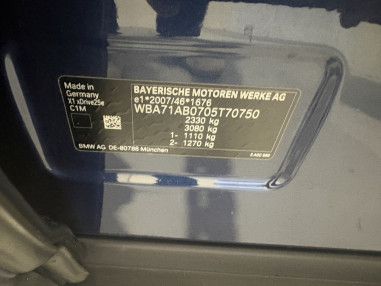 Made in
Germany
X1 xDrive25e
C1M
BAYERISCHE MOTOREN WERKE AG
e1*2007/46*1676
WBA71AB0705T70750
2330 kg
3080 kg
1- 1110 kg
2- 1270 kg
BMW AG DE-80788 München